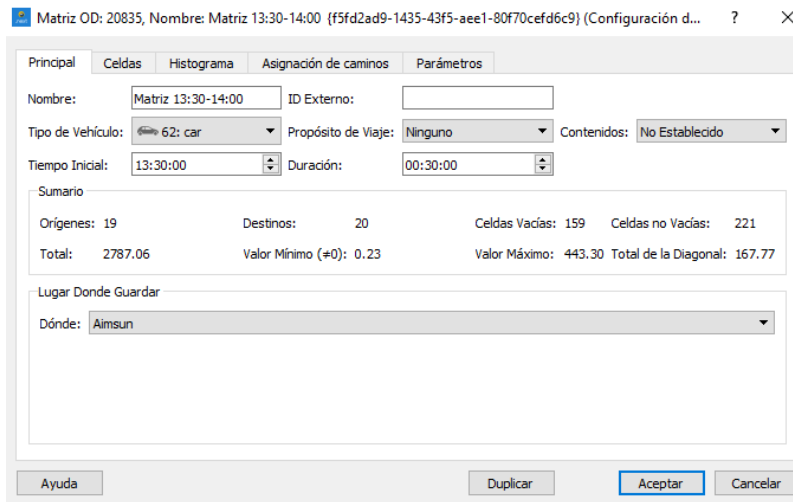 Matriz OD: 20835, Nombre: Matriz 13:30-14:00 {f5fd2ad9-1435-43f5-aee1-80f70cefd6c9} (Configuración d... ?
Principal Celdas Histograma Asignación de caminos Parámetros
Nombre: Matriz 13:30-14:00 ID Externo:
Tipo de Vehículo: 62: car Propósito de Viaje: Ninguno Contenidos: No Establecido
Tiempo Inicial: 13:30:00 Duración: 00:30:00
Sumario
Orígenes: 19 Destinos: 20 Celdas Vacías: 159 Celdas no Vacías: 221
Total: 2787.06 Valor Mínimo (≠0): 0.23 Valor Máximo: 443.30 Total de la Diagonal: 167.77
Lugar Donde Guardar
Dónde: Aimsun
Ayuda Duplicar Aceptar Cancelar